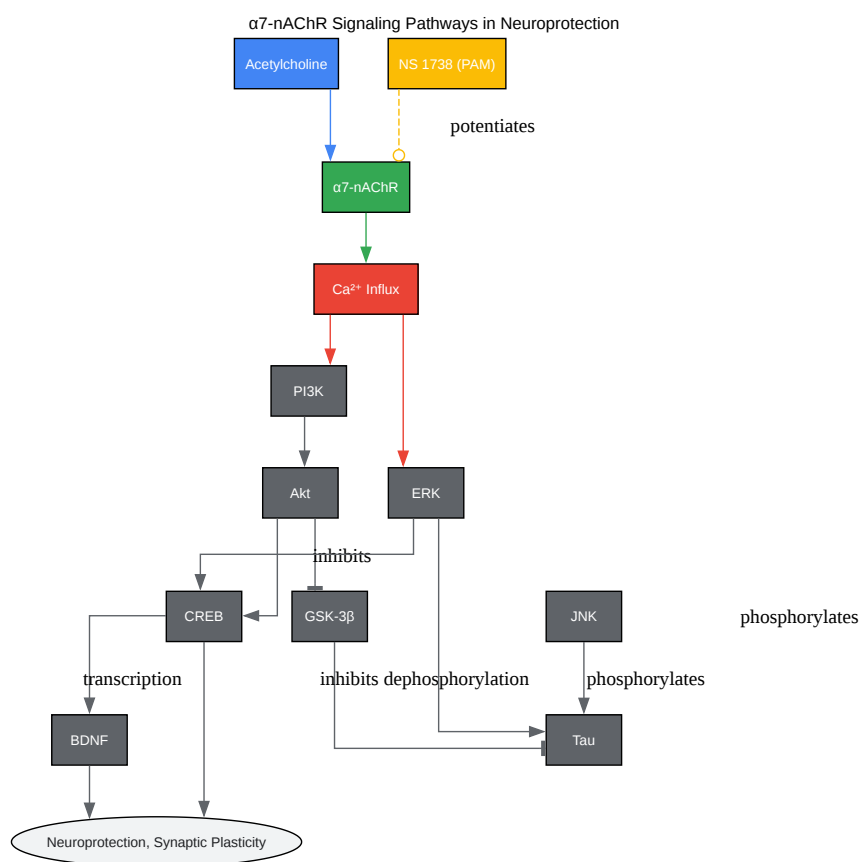 α7-nAChR Signaling Pathways in Neuroprotection
Acetylcholine
NS 1738 (PAM)
potentiates
α7-nAChR
Ca²⁺ Influx
PI3K
Akt
ERK
inhibits
CREB
GSK-3β
JNK
phosphorylates
transcription
inhibits dephosphorylation
phosphorylates
BDNF
Tau
Neuroprotection, Synaptic Plasticity